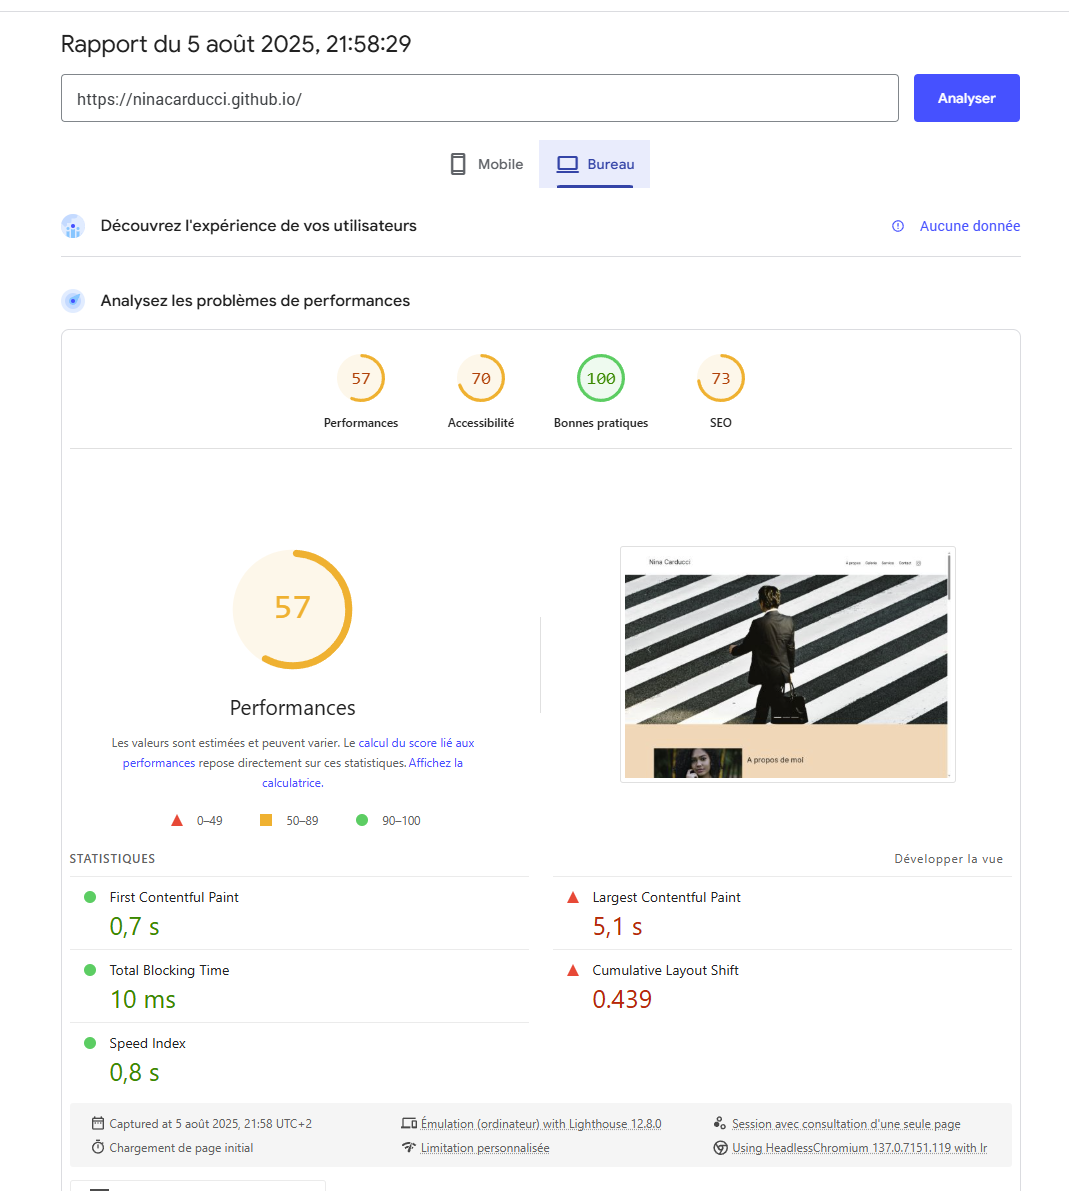 Rapport du 5 août 2025, 21:58:29
https://ninacarducci.github.io/
Analyser
Mobile
Bureau
Découvrez l'expérience de vos utilisateurs
Aucune donnée
Analysez les problèmes de performances
57
70
100
73
Performances
Accessibilité
Bonnes pratiques
SEO
57
Performances
Les valeurs sont estimées et peuvent varier. Le calcul du score lié aux
performances repose directement sur ces statistiques. Affichez la
calculatrice.
0–49
50–89
90–100
Nina Carducci
A propos
Galerie
Service
Contact
A propos de moi
STATISTIQUES
Développer la vue
First Contentful Paint
0,7 s
Largest Contentful Paint
5,1 s
Total Blocking Time
10 ms
Cumulative Layout Shift
0.439
Speed Index
0,8 s
Captured at 5 août 2025, 21:58 UTC+2
Émulation (ordinateur) with Lighthouse 12.8.0
Session avec consultation d'une seule page
Chargement de page initial
Limitation personnalisée
Using HeadlessChromium 137.0.7151.119 with lr